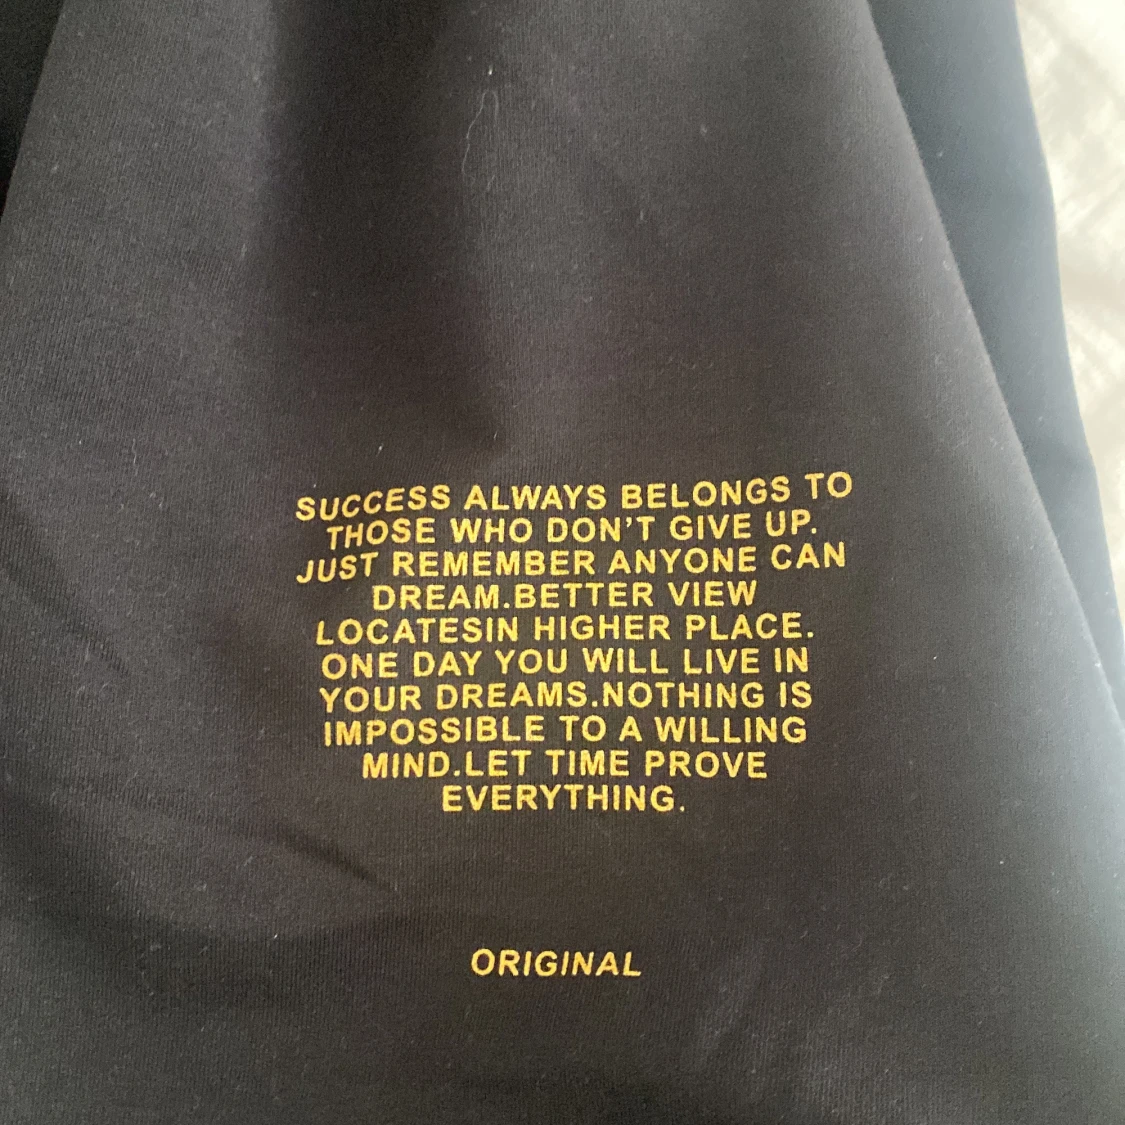 SUCCESS ALWAYS BELONGS TO
THOSE WHO DON'T GIVE UP.
JUST REMEMBER ANYONE CAN
DREAM.BETTER VIEW
LOCATESIN HIGHER PLACE.
ONE DAY YOU WILL LIVE IN
YOUR DREAMS.NOTHING IS
IMPOSSIBLE TO A WILLING
MIND.LET TIME PROVE
EVERYTHING.
ORIGINAL